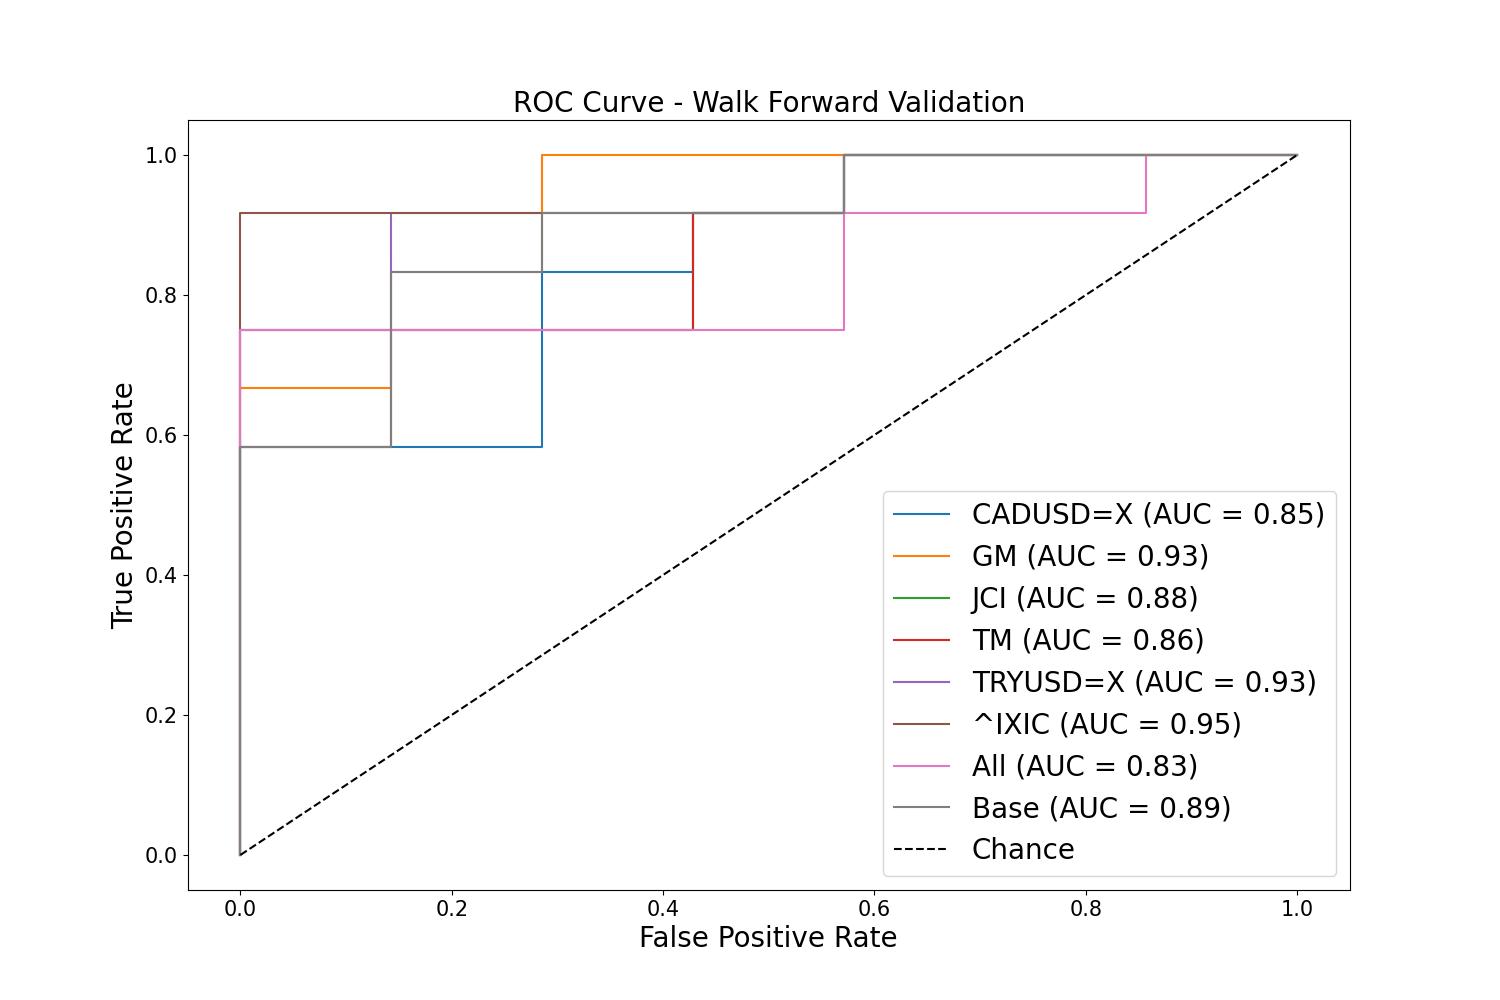 ROC Curve - Walk Forward Validation
True Positive Rate
1.0
0.8
0.6
0.4
0.2
0.0
0.0 0.2 0.4 0.6 0.8 1.0
False Positive Rate
CADUSD=X (AUC = 0.85)
GM (AUC = 0.93)
JCI (AUC = 0.88)
TM (AUC = 0.86)
TRYUSD=X (AUC = 0.93)
^IXIC (AUC = 0.95)
All (AUC = 0.83)
Base (AUC = 0.89)
Chance